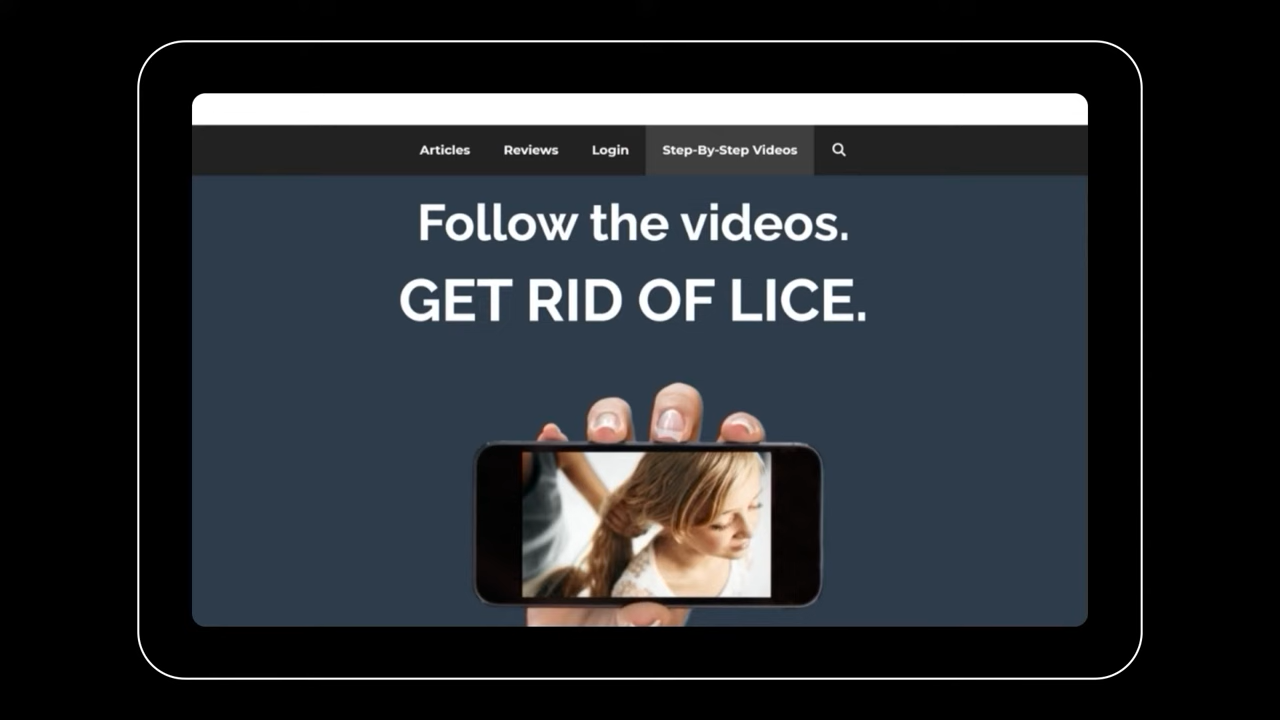 Articles Reviews Login Step-By-Step Videos
Follow the videos.
GET RID OF LICE.